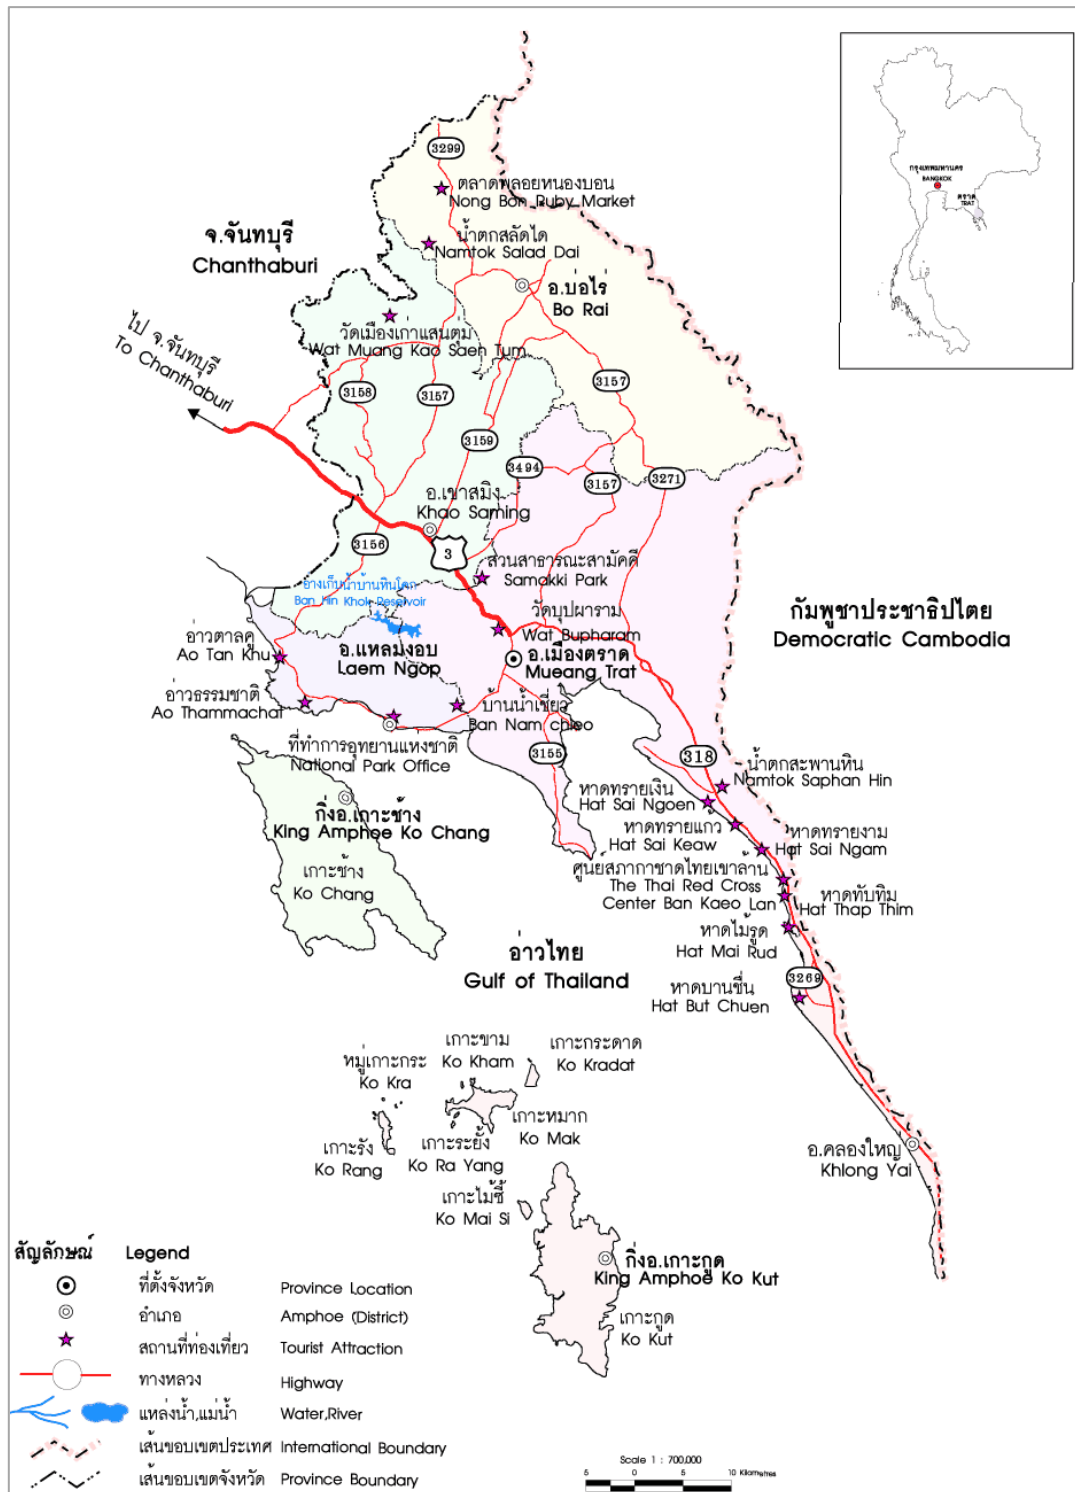 3299
ตลาดพลอยหนองบอน
Nong Bon Ruby Market
น้ำตกสลัดได
Namtok Salad Dai
จ.จันทบุรี
Chanthaburi
อ.บ่อไร่
Bo Rai
วัดเมืองเก่าแสนตุ่ม
Wat Muang Kao Saen Tum
ไป จ.จันทบุรี
To Chanthaburi
3158
3157
3157
3159
3494
3157
3271
อ.เขาสมิง
Khao Saming
3156
3
สวนสาธารณะสามัคคี
Samakki Park
อ่างเก็บน้ำบ้านหินโคก
Ban Hin Khok Reseivoir
วัดบุปผาราม
Wat Bupharam
กัมพูชาประชาธิปไตย
Democratic Cambodia
อ่าวตาลคู่
Ao Tan Khu
อ.แหลมงอบ
Laem Ngop
อ.เมืองตราด
Mueang Trat
อ่าวธรรมชาติ
Ao Thammachat
บ้านน้ำเชี่ยว
Ban Nam chieo
ที่ทำการอุทยานแห่งชาติ
National Park Office
3155
318
น้ำตกสะพานหิน
Namtok Saphan Hin
หาดทรายเงิน
Hat Sai Ngoen
กิ่งอ.เกาะช้าง
King Amphoe Ko Chang
หาดทรายแก้ว
Hat Sai Keaw
หาดทรายงาม
Hat Sai Ngam
เกาะช้าง
Ko Chang
ศูนย์สภากาชาดไทยเขาล้าน
The Thai Red Cross
Center Ban Kaeo Lan
หาดทับทิม
Hat Thap Thim
อ่าวไทย
Gulf of Thailand
หาดไม้รูด
Hat Mai Rud
3269
หาดบานชื่น
Hat But Chuen
เกาะขาม
Ko Kham
เกาะกระดาด
Ko Kradat
หมู่เกาะกระ
Ko Kra
เกาะหมาก
Ko Mak
เกาะรัง
Ko Rang
เกาะระยั้ง
Ko Ra Yang
อ.คลองใหญ่
Khlong Yai
เกาะไม้ซี้
Ko Mai Si
กิ่งอ.เกาะกูด
King Amphoe Ko Kut
เกาะกูด
Ko Kut
กรุงเทพมหานคร
BANGKOK
ตราด
TRAT
สัญลักษณ์ Legend
ที่ตั้งจังหวัด Province Location
อำเภอ Amphoe (District)
สถานที่ท่องเที่ยว Tourist Attraction
ทางหลวง Highway
แหล่งน้ำ,แม่น้ำ Water,River
เส้นขอบเขตประเทศ International Boundary
เส้นขอบเขตจังหวัด Province Boundary
Scale 1 : 700,000
5 0 5 10 Kilometres